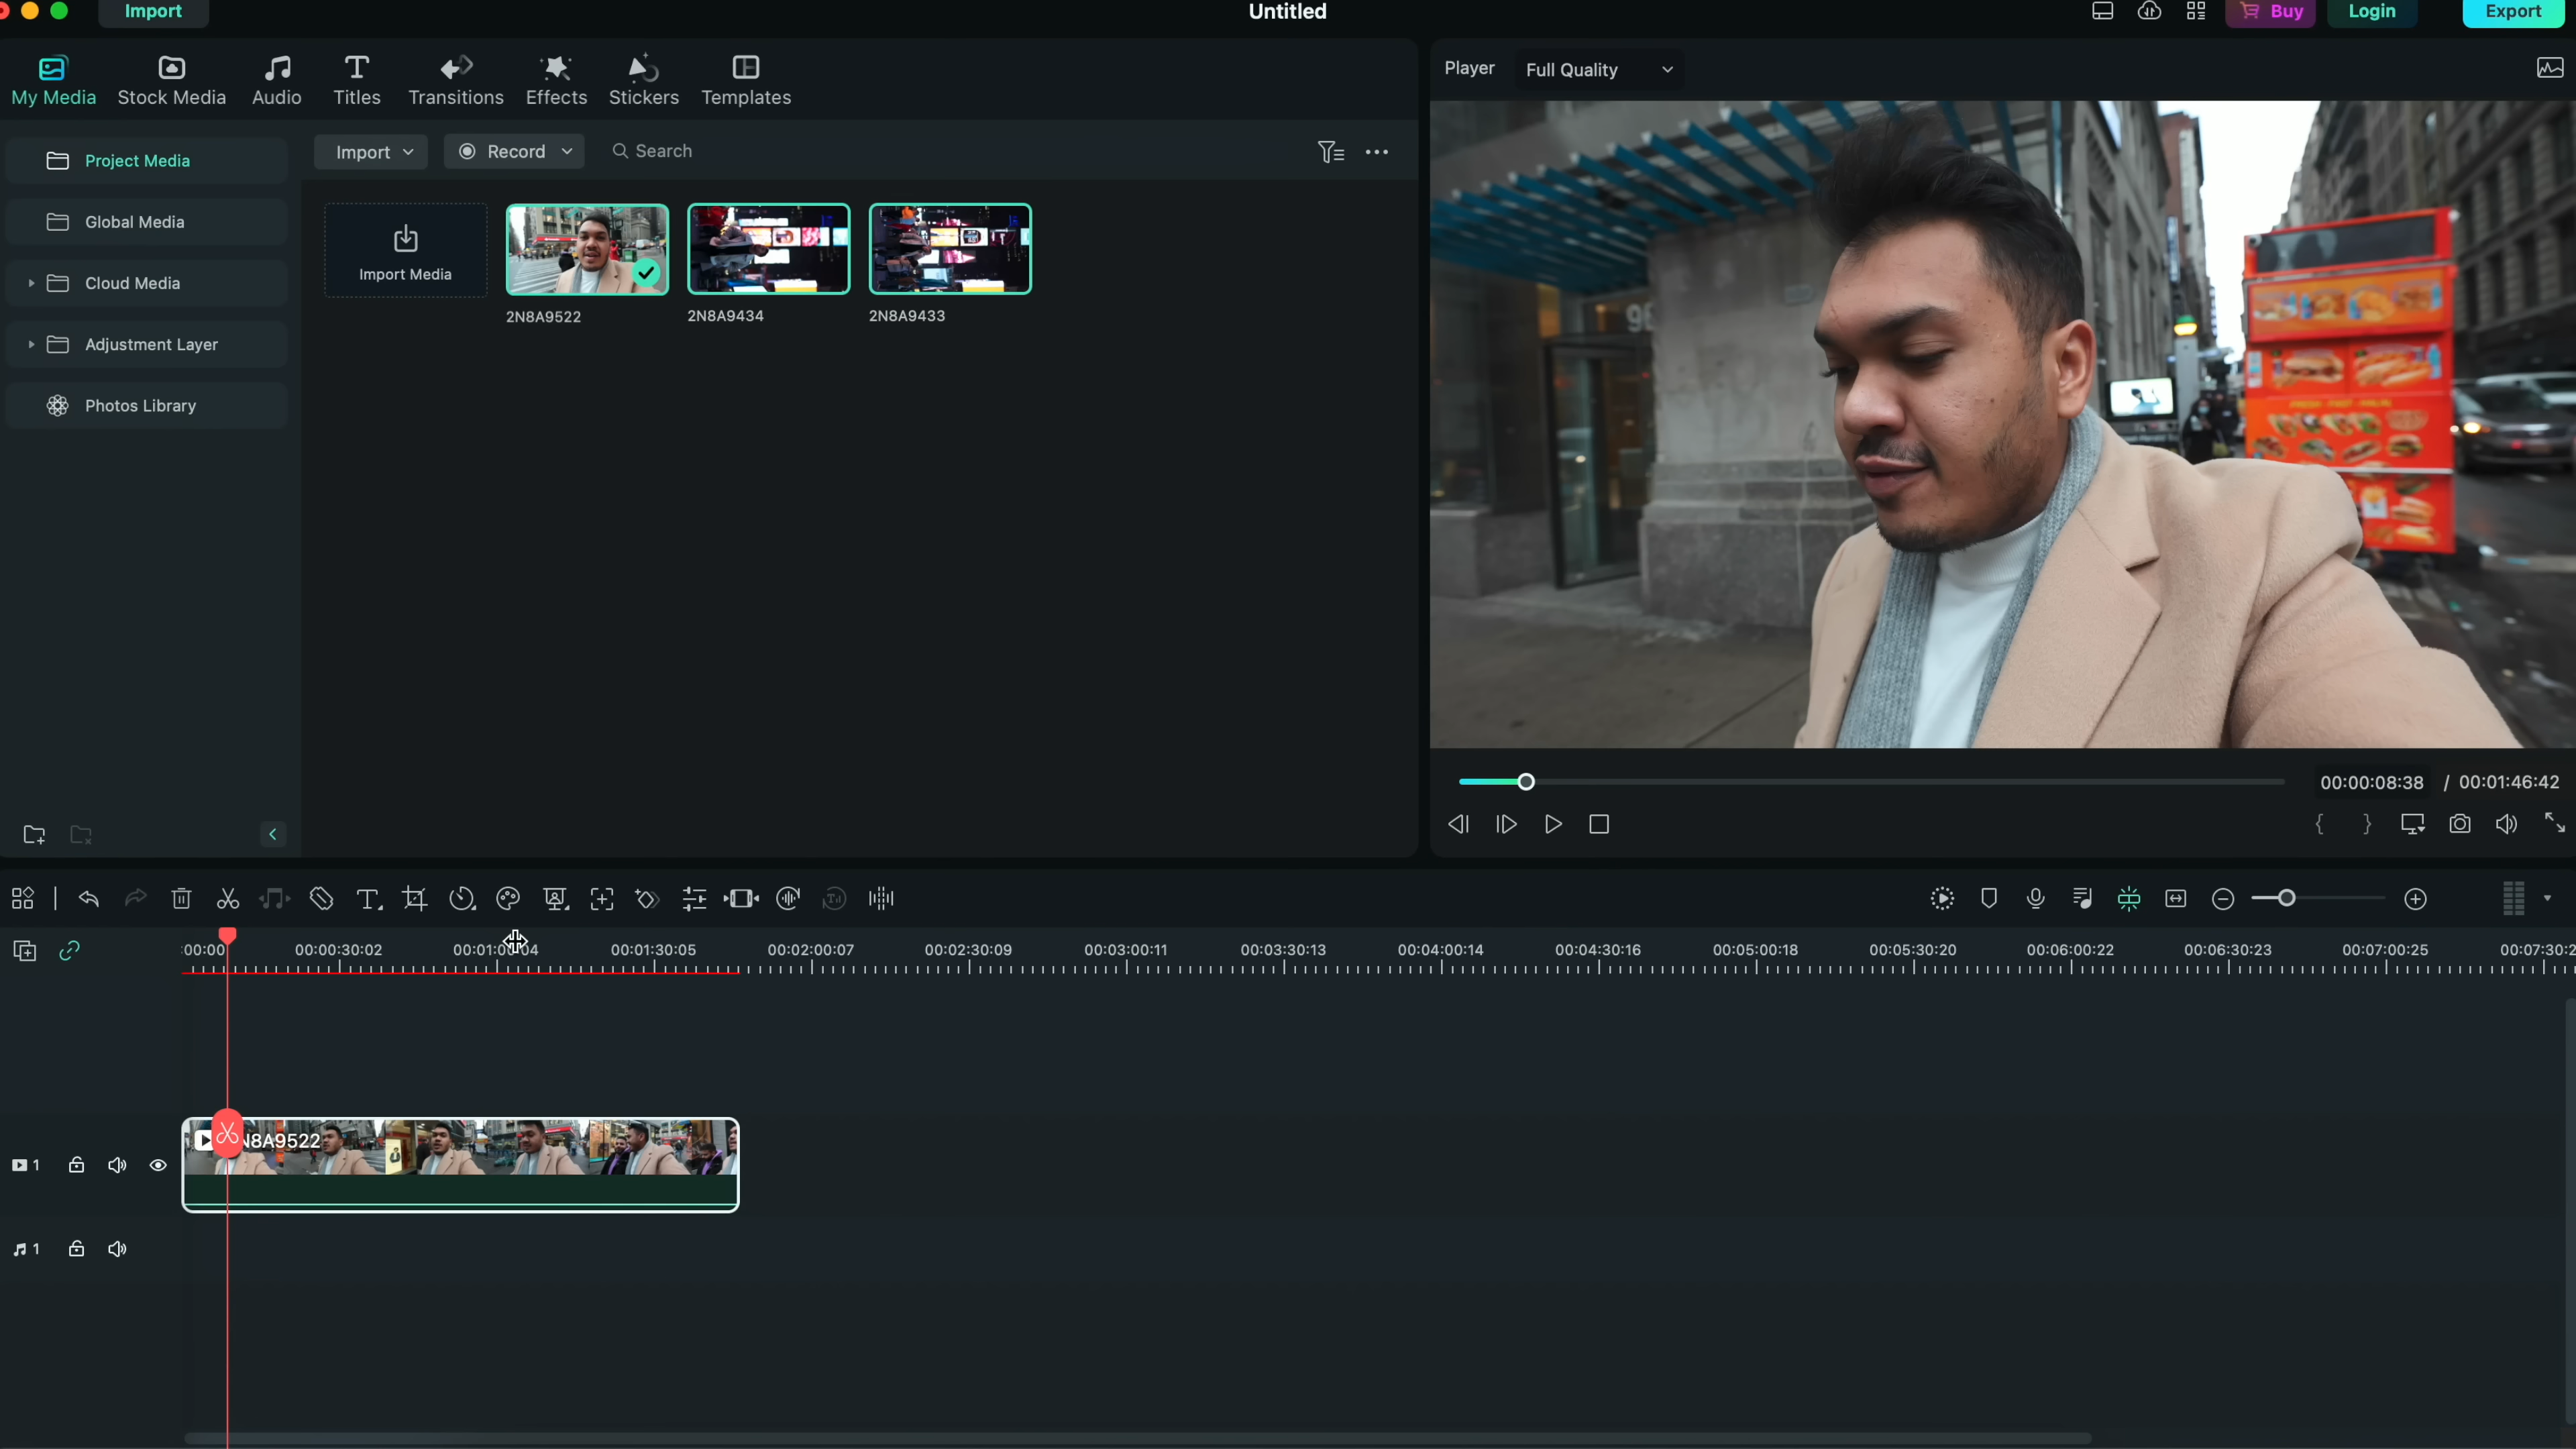 Import
Untitled
Buy
Login
Export
My Media
Stock Media
Audio
Titles
Transitions
Effects
Stickers
Templates
Player
Full Quality
Project Media
Global Media
Cloud Media
Adjustment Layer
Photos Library
Import
Record
Search
Import Media
2N8A9522
2N8A9434
2N8A9433
00:00:08:38 / 00:01:46:42
:00:00
00:00:30:02
00:01:00:04
00:01:30:05
00:02:00:07
00:02:30:09
00:03:00:11
00:03:30:13
00:04:00:14
00:04:30:16
00:05:00:18
00:05:30:20
00:06:00:22
00:06:30:23
00:07:00:25
00:07:30:2
N8A9522
1
1